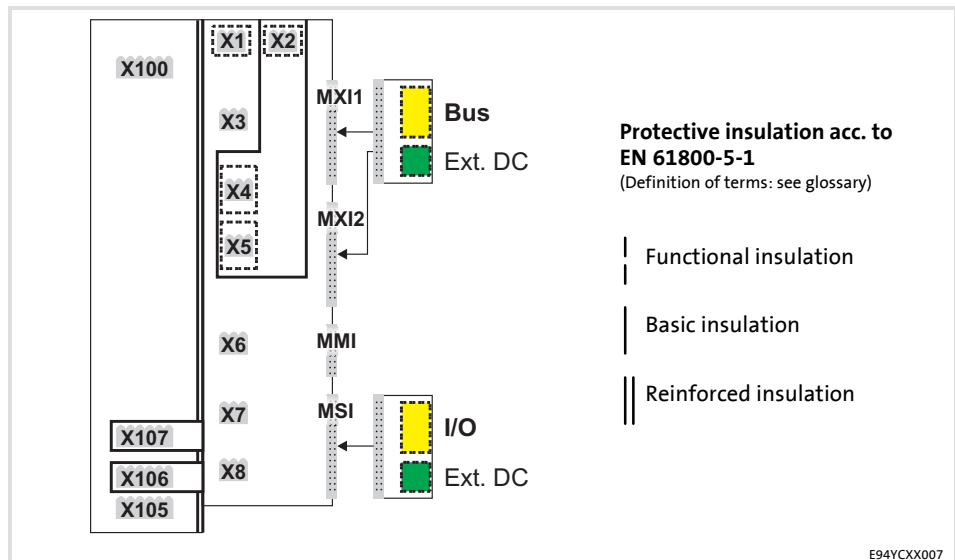 X1 X2
X100
MXI1
X3
Bus
Ext. DC
X4
MXI2
X5
X6
MMI
X7
MSI
I/O
X107
X8
X106
Ext. DC
X105
Protective insulation acc. to
EN 61800-5-1
(Definition of terms: see glossary)
Functional insulation
Basic insulation
Reinforced insulation
E94YCXX007